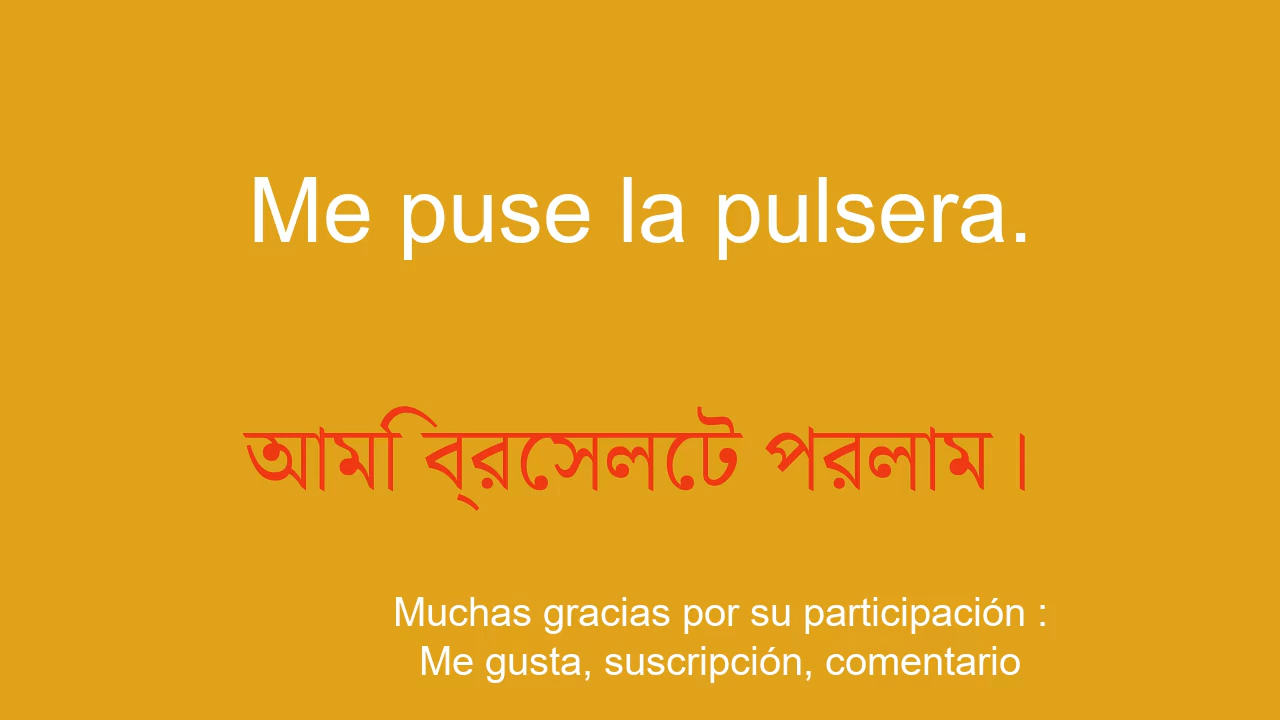 Me puse la pulsera.
আমি ব্রেসলেট পরলাম।
Muchas gracias por su participación :
Me gusta, suscripción, comentario